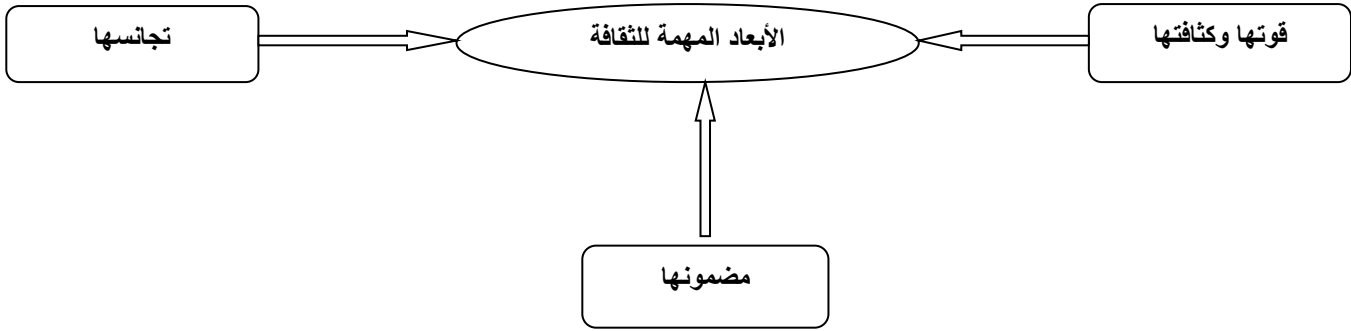 قوتها وكثافتها
الأبعاد المهمة للثقافة
تجانسها
مضمونها